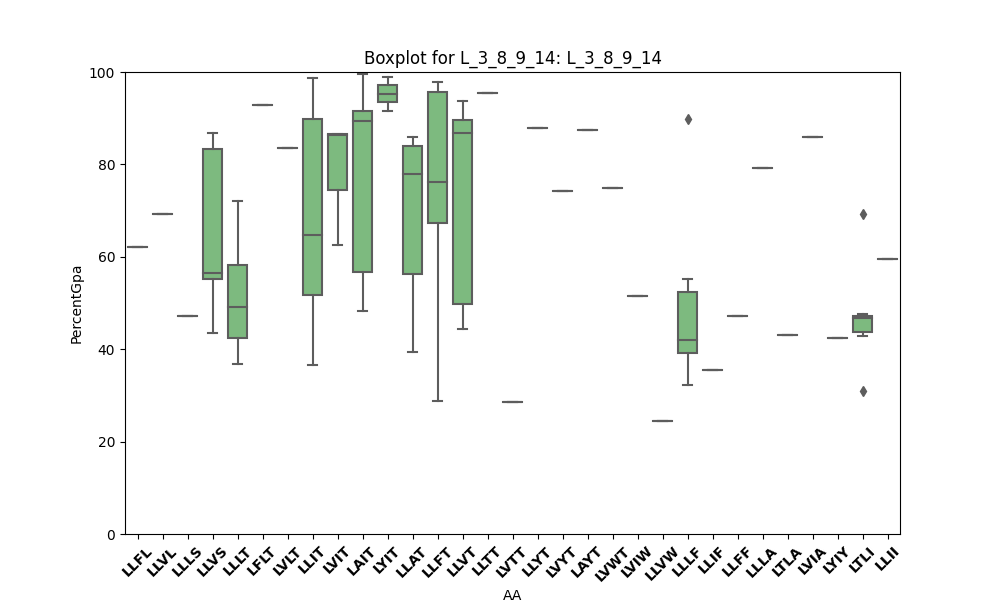 Boxplot for L_3_8_9_14: L_3_8_9_14
100
80
60
40
20
0
PercentGpa
LLFL LLVL LLLS LLVS LLLT LFLT LVLT LLIT LVIT LAIT LYIT LLAT LLFT LLVT LLTT LVTT LLYT LVYT LAYT LVWT LVIW LLVW LLLF LLIF LLFF LLLA LTLA LVIA LYIY LTLI LLII
AA